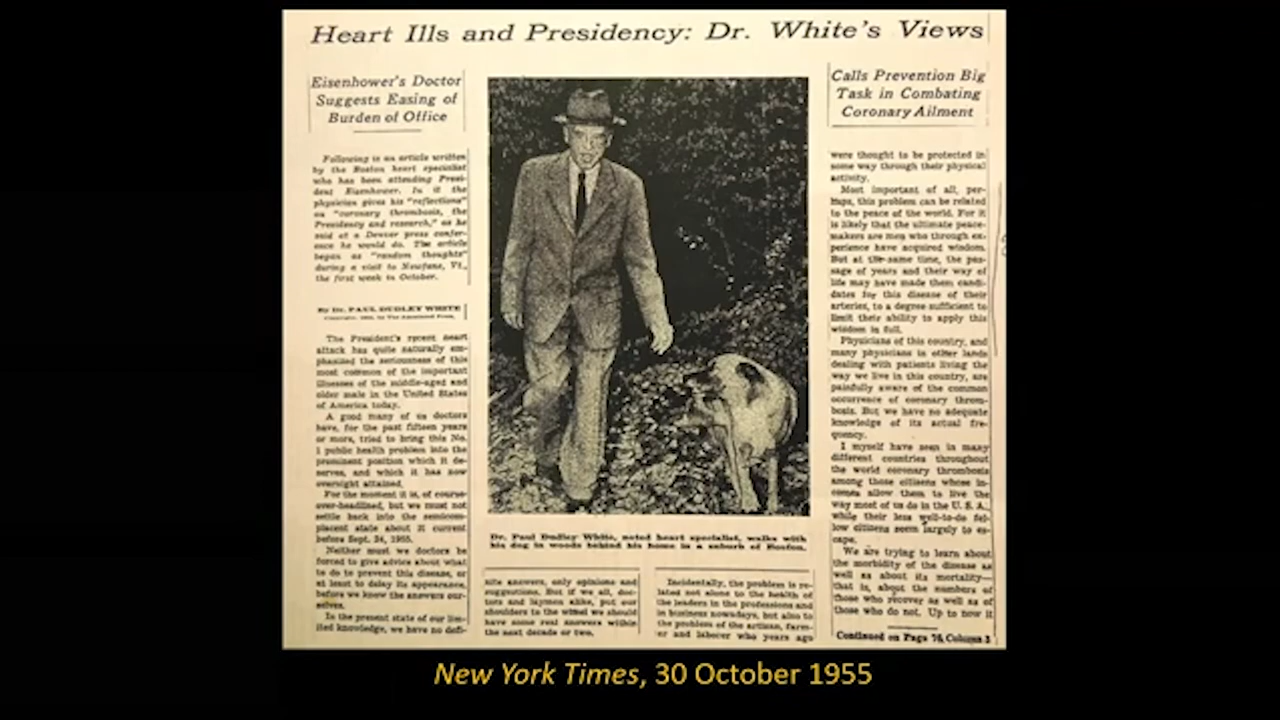 Heart Ills and Presidency: Dr. White's Views
Eisenhower's Doctor
Suggests Easing of
Burden of Office
Following is an article written
by the Boston heart specialist
who has been attending Presi-
dent Eisenhower. In it the
physician gives his "reflections"
on "coronary thrombosis, the
Presidency and research," as he
said at a Denver press confer-
ence he would do. The article
began as "random thoughts"
during a visit to Newfane, Vt.,
the first week in October.
By Dr. PAUL DUDLEY WHITE
Copyright, 1955, by The Associated Press.
The President's recent heart
attack has quite naturally em-
phasized the seriousness of this
most common of the important
illnesses of the middle-aged and
older male in the United States
of America today.
A good many of us doctors
have, for the past fifteen years
or more, tried to bring this No.
1 public health problem into the
prominent position which it de-
serves, and which it has now
overnight attained.
For the moment it is, of course
over-headlined, but we must not
settle back into the semicom-
placent state about it current
before Sept. 24, 1955.
Neither must we doctors be
forced to give advice about what
to do to prevent this disease, or
at least to delay its appearance,
before we know the answers our-
selves.
In the present state of our lim-
ited knowledge, we have no defi-
Dr. Paul Dudley White, noted heart specialist, walks with
his dog in woods behind his home in a suburb of Boston.
nite answers, only opinions and
suggestions. But if we all, doc-
tors and laymen alike, put our
shoulders to the wheel we should
have some real answers within
the next decade or two.
Incidentally, the problem is re-
lated not alone to the health of
the leaders in the professions and
in business nowadays, but also to
the problem of the artisan, farm-
er and laborer who years ago
Calls Prevention Big
Task in Combating
Coronary Ailment
were thought to be protected in
some way through their physical
activity.
Most important of all, per-
haps, this problem can be related
to the peace of the world. For it
is likely that the ultimate peace-
makers are men who through ex-
perience have acquired wisdom.
But at the same time, the pas-
sage of years and their way of
life may have made them candi-
dates for this disease of their
arteries, to a degree sufficient to
limit their ability to apply this
wisdom in full.
Physicians of this country, and
many physicians in other lands
dealing with patients living the
way we live in this country, are
painfully aware of the common
occurrence of coronary throm-
bosis. But we have no adequate
knowledge of its actual fre-
quency.
I myself have seen in many
different countries throughout
the world coronary thrombosis
among those citizens whose in-
comes allow them to live the
way most of us do in the U. S. A.,
while their less well-to-do fel-
low citizens seem largely to es-
cape.
We are trying to learn about
the morbidity of the disease as
well as about its mortality—
that is, about the numbers of
those who recover as well as of
those who do not. Up to now it
Continued on Page 76, Column 3
New York Times, 30 October 1955